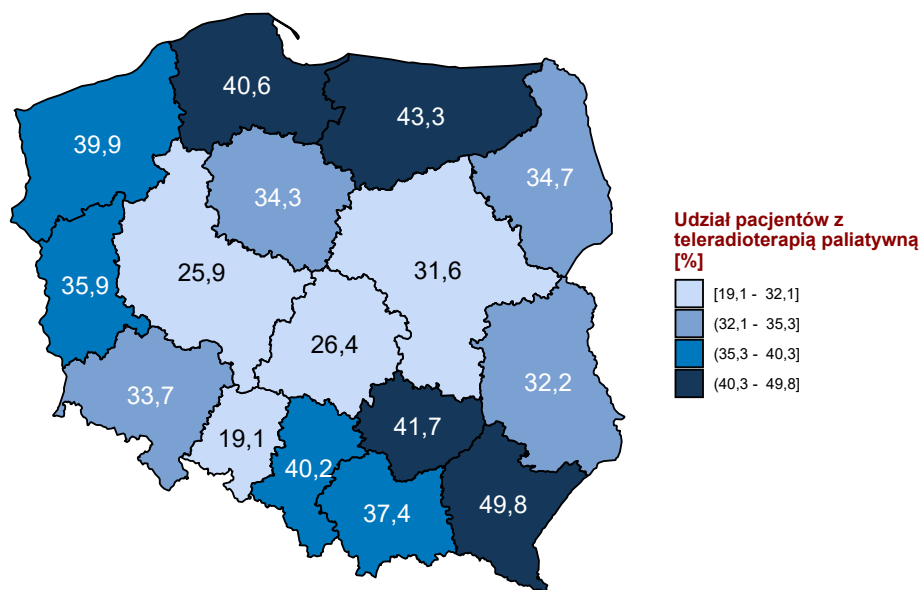 40,6
43,3
39,9
34,7
34,3
25,9
31,6
35,9
26,4
32,2
33,7
19,1
41,7
40,2
37,4
49,8
Udział pacjentów z
teleradioterapią paliatywną
[%]
[19,1 - 32,1]
(32,1 - 35,3]
(35,3 - 40,3]
(40,3 - 49,8]